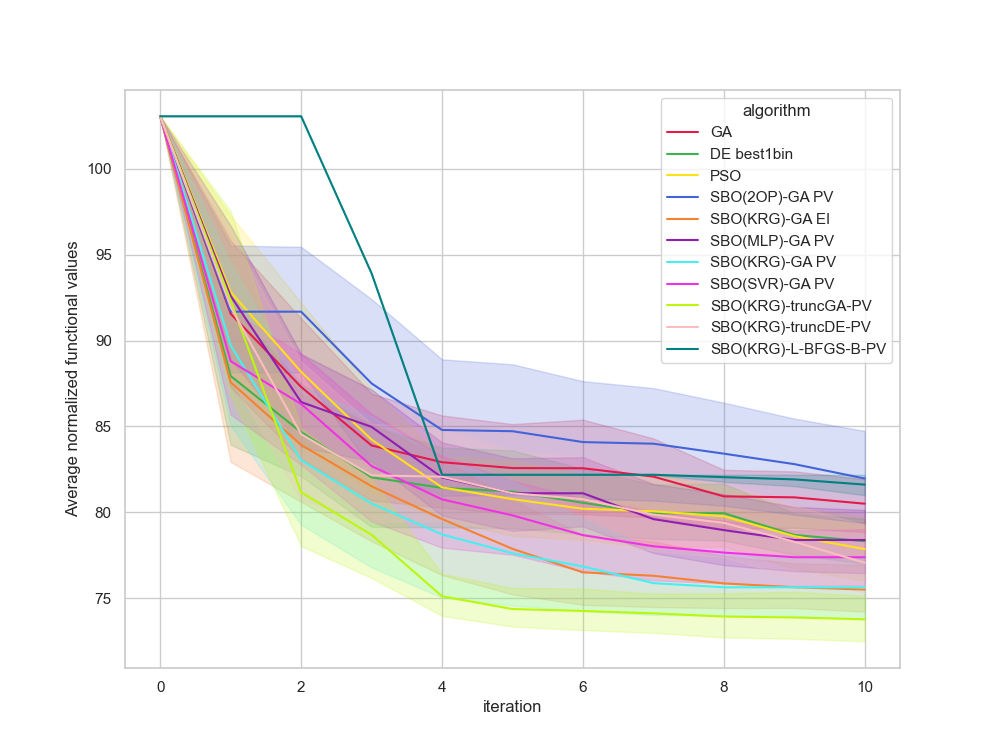 algorithm
GA
DE best1bin
PSO
SBO(2OP)-GA PV
SBO(KRG)-GA EI
SBO(MLP)-GA PV
SBO(KRG)-GA PV
SBO(SVR)-GA PV
SBO(KRG)-truncGA-PV
SBO(KRG)-truncDE-PV
SBO(KRG)-L-BFGS-B-PV
Average normalized functional values
100
95
90
85
80
75
0 2 4 6 8 10
iteration